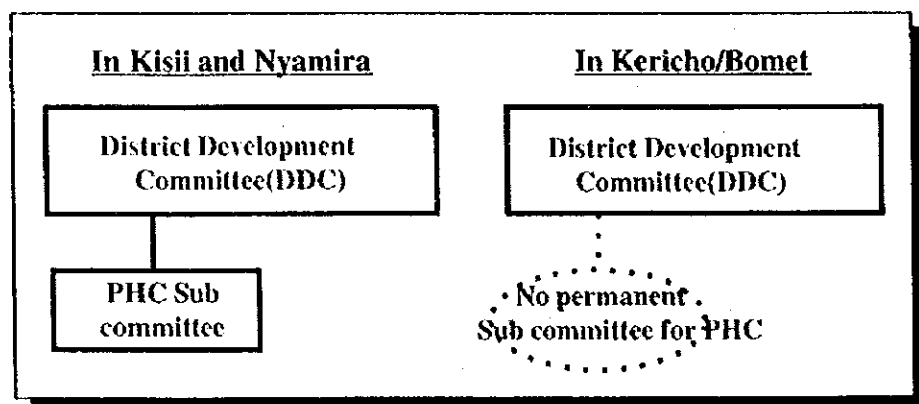 In Kisii and Nyamira
District Development
Committee(DDC)
PHC Sub
committee
In Kericho/Bomet
District Development
Committee(DDC)
No permanent
Sub committee for PHC